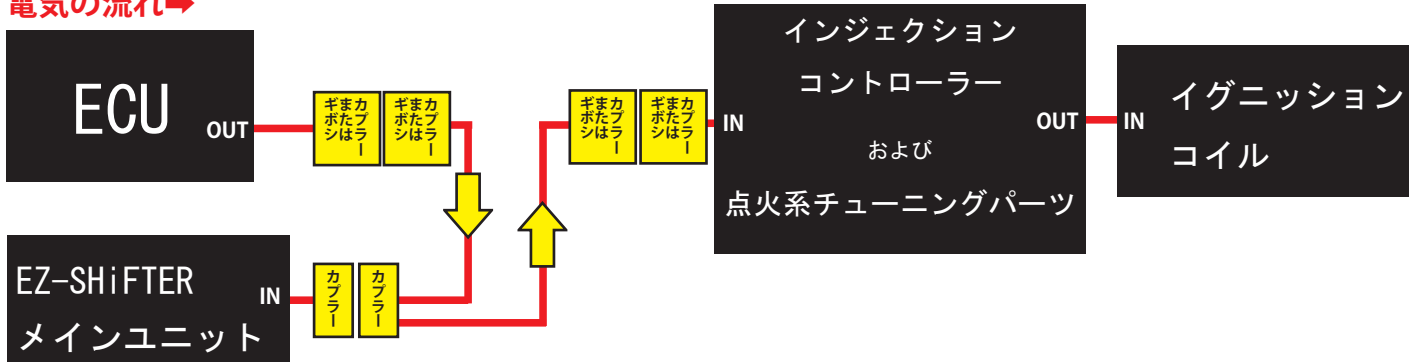 電気の流れ➡
ECU
OUT
カプラー
または
ギボシ
カプラー
または
ギボシ
カプラー
または
ギボシ
カプラー
または
ギボシ
IN
インジェクション
コントローラー
および
点火系チューニングパーツ
OUT
IN
イグニッション
コイル
EZ-SHiFTER
メインユニット
IN
カプラー
カプラー